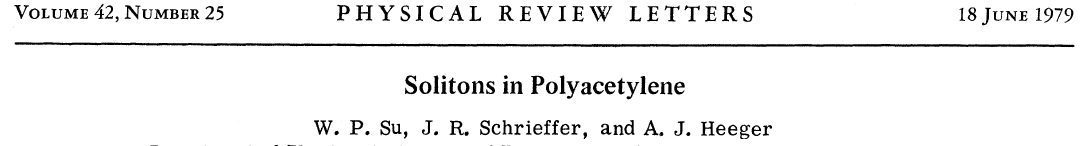 VOLUME 42, NUMBER 25 PHYSICAL REVIEW LETTERS 18 JUNE 1979
Solitons in Polyacetylene
W. P. Su, J. R. Schrieffer, and A. J. Heeger